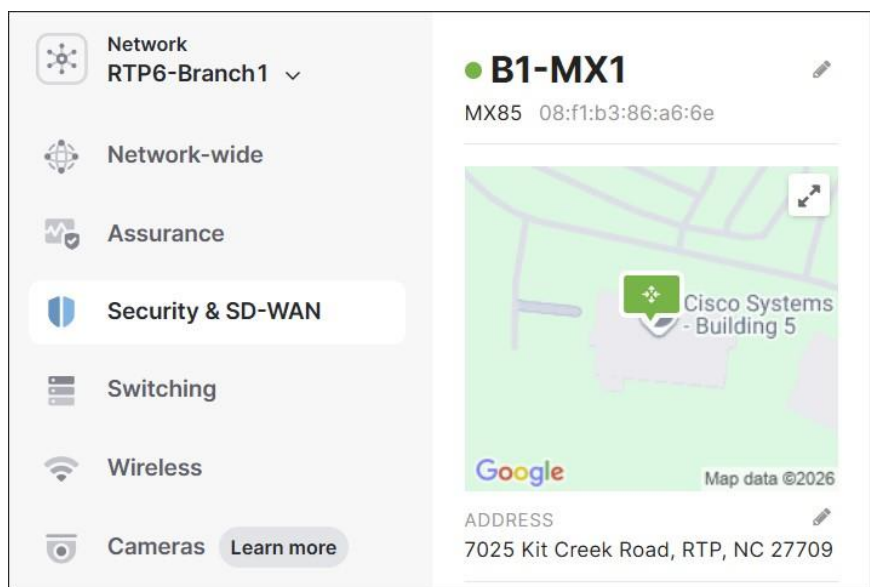 Network
RTP6-Branch1
Network-wide
Assurance
Security & SD-WAN
Switching
Wireless
Cameras Learn more
B1-MX1
MX85 08:f1:b3:86:a6:6e
Cisco Systems
- Building 5
Google
Map data ©2026
ADDRESS
7025 Kit Creek Road, RTP, NC 27709